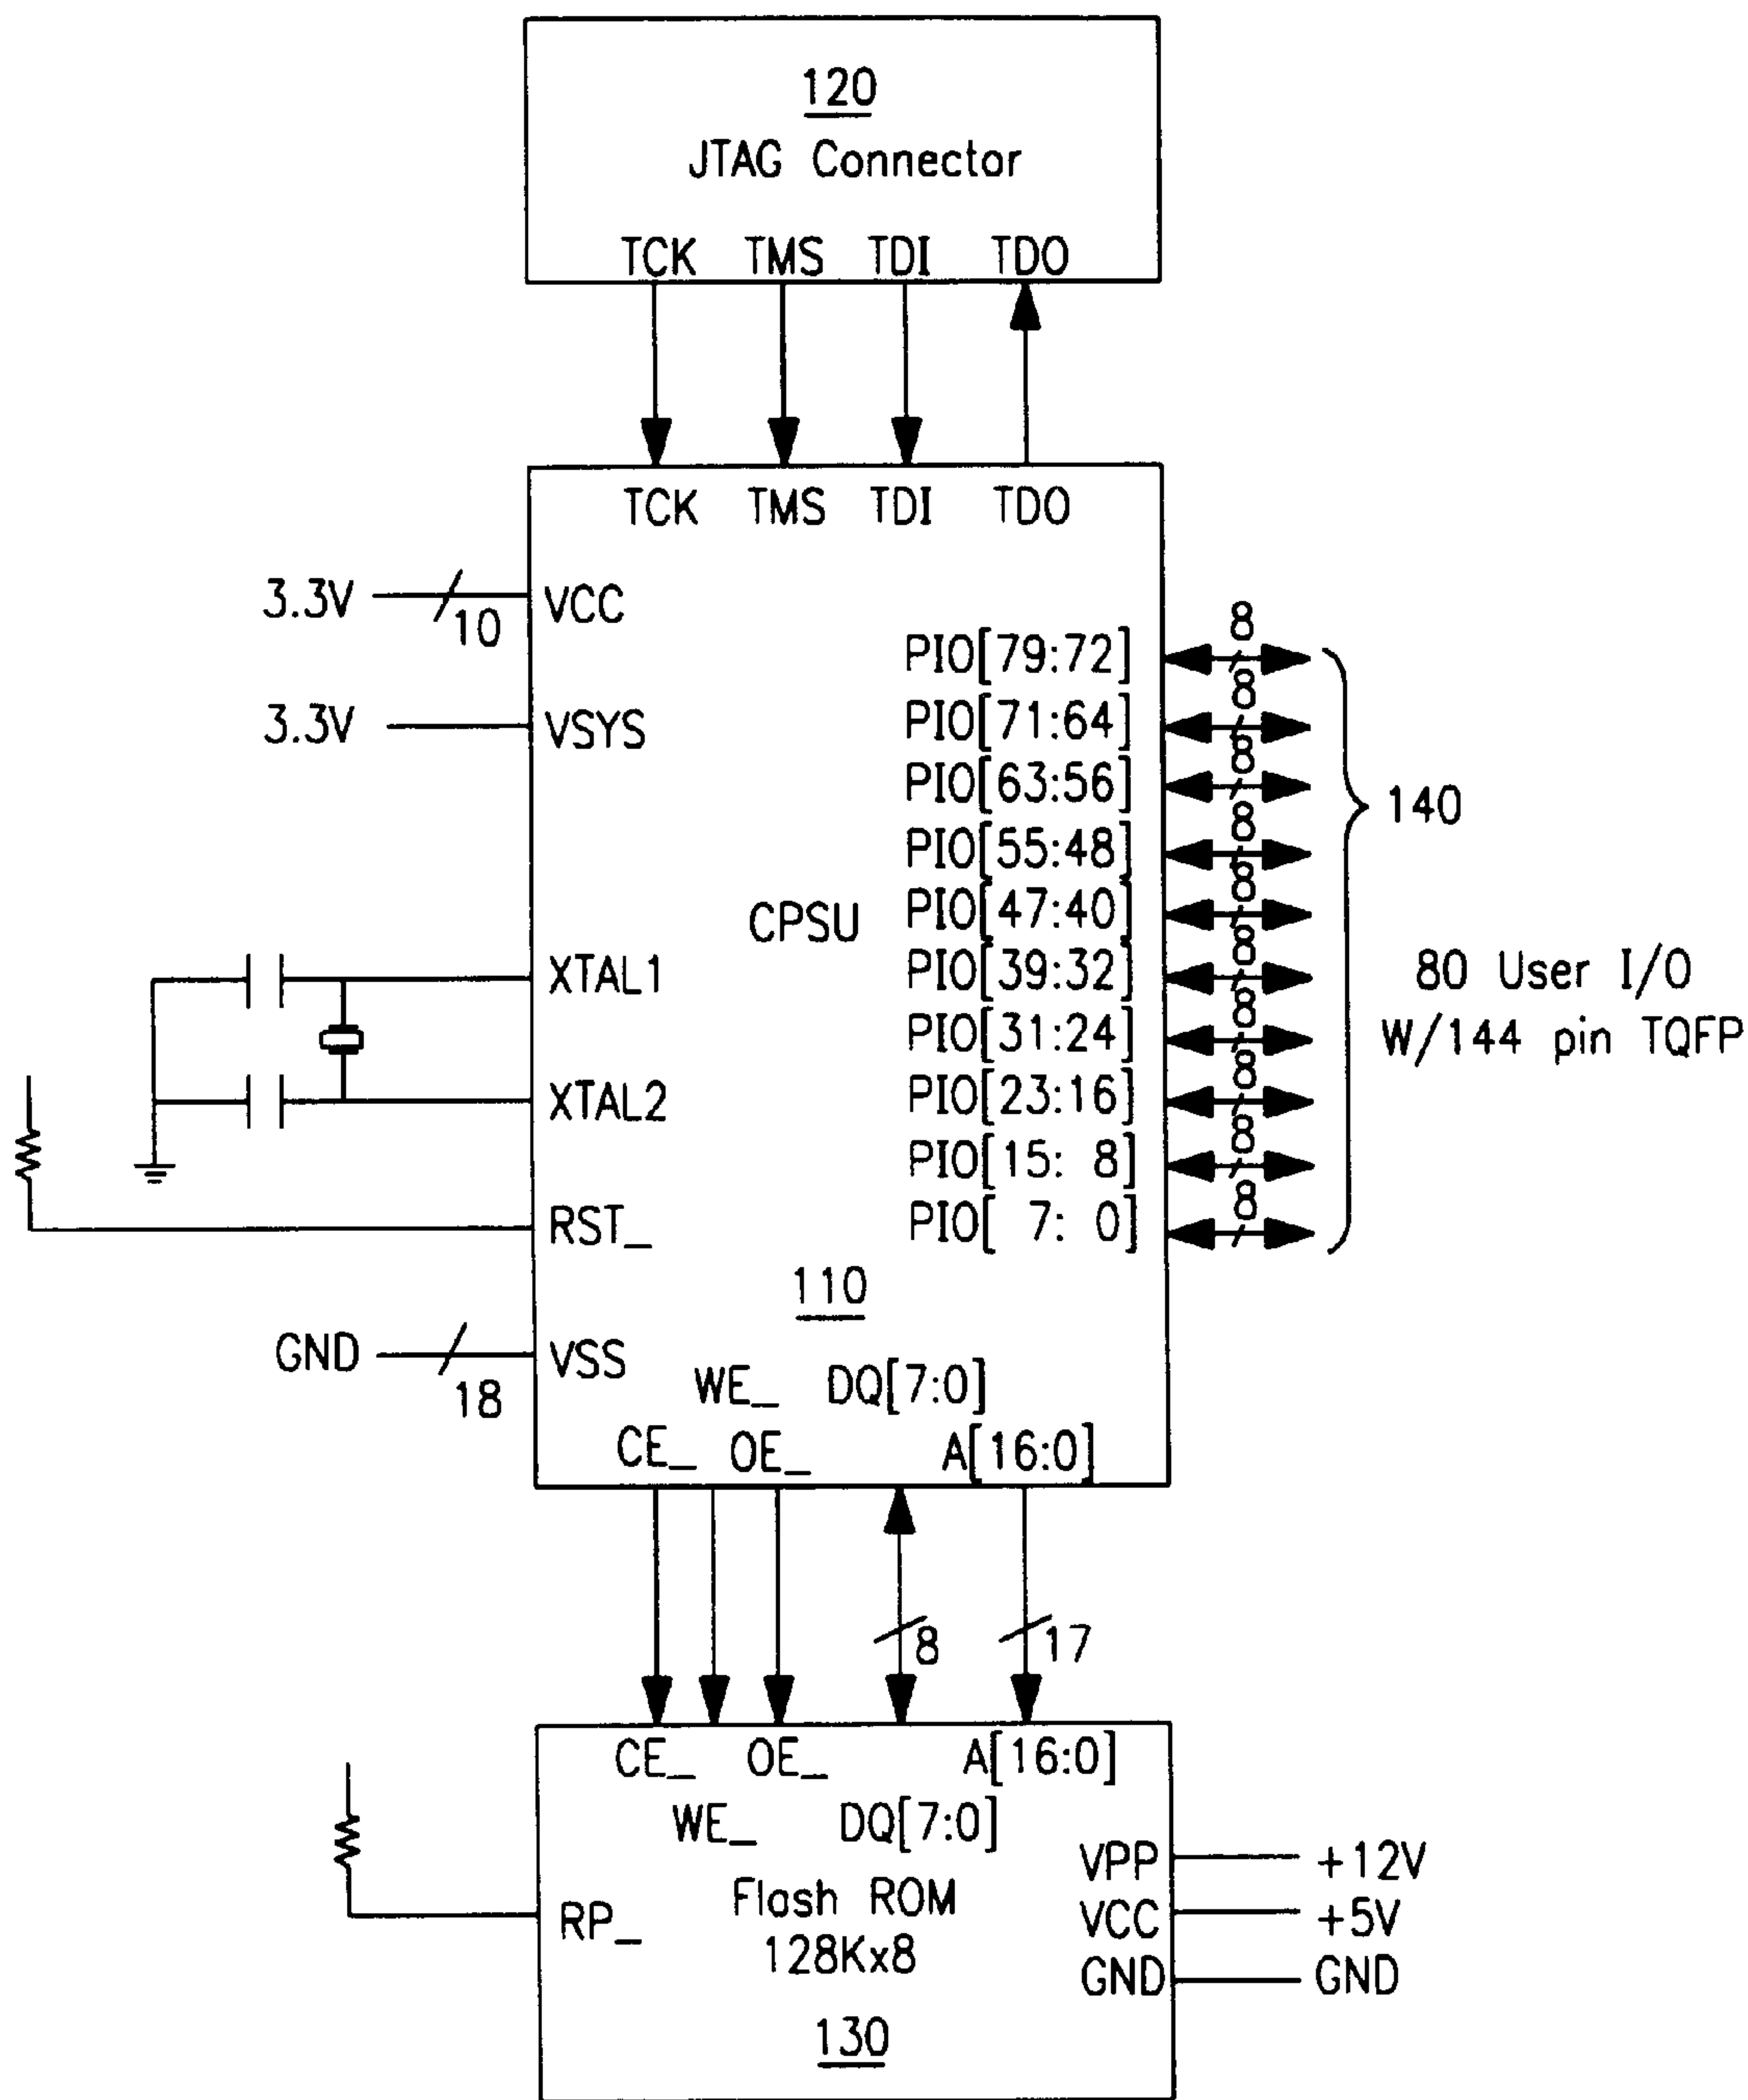 120
JTAG Connector
TCK TMS TDI TDO
TCK TMS TDI TDO
3.3V 10 VCC
8
PIO[79:72]
8
3.3V VSYS PIO[71:64]
8
PIO[63:56]
140
8
PIO[55:48]
8
CPSU PIO[47:40]
8
XTAL1 PIO[39:32]
80 User I/O
8
PIO[31:24]
W/144 pin TQFP
8
XTAL2 PIO[23:16]
8
PIO[15: 8]
8
RST_ PIO[ 7: 0]
110
GND 18 VSS
WE_ DQ[7:0]
CE_ OE_ A[16:0]
8 17
CE_ OE_ A[16:0]
WE_ DQ[7:0]
VPP +12V
Flash ROM
RP_ VCC +5V
128Kx8
GND GND
130